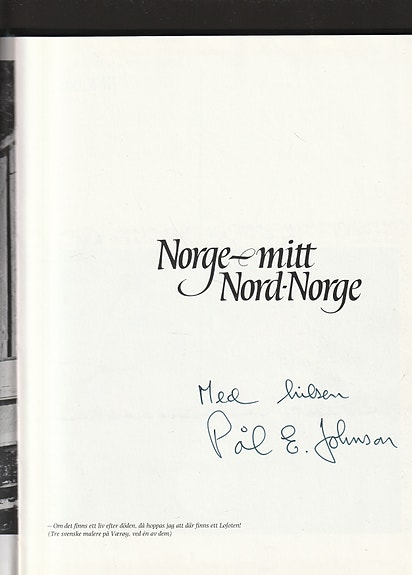 Norge – mitt
Nord-Norge
Med hilsen
Pål E. Johnson
– Om det finns ett liv efter döden, då hoppas jag att där finns ett Lofoten!
(Tre svenske malere på Værøy, ved én av dem)